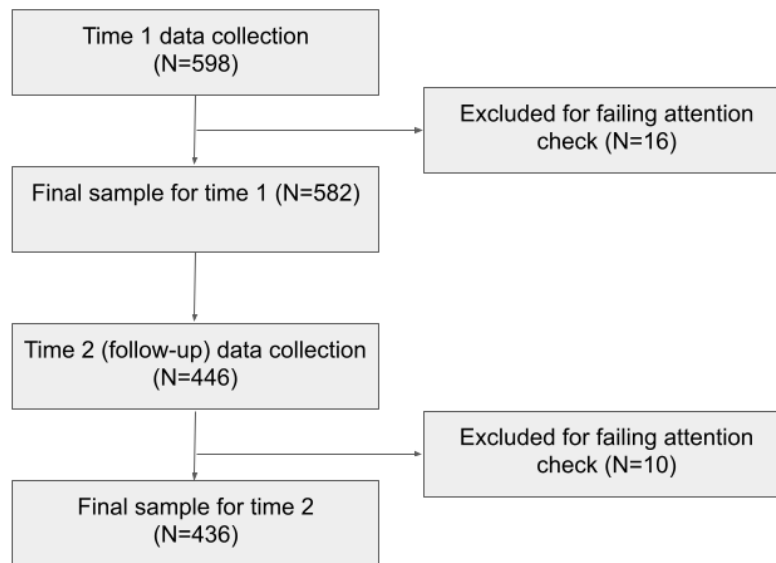 Time 1 data collection
(N=598)
Excluded for failing attention
check (N=16)
Final sample for time 1 (N=582)
Time 2 (follow-up) data collection
(N=446)
Excluded for failing attention
check (N=10)
Final sample for time 2
(N=436)